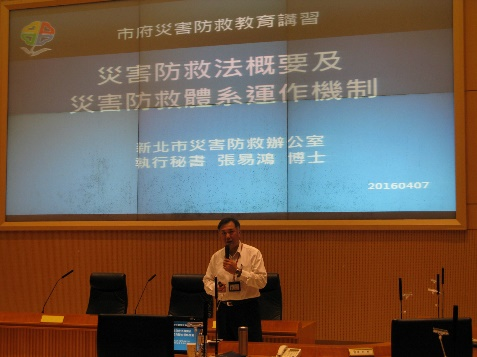 市府災害防救教育講習
災害防救法概要及
災害防救體系運作機制
新北市災害防救辦公室
執行秘書 張易鴻 博士
20160407